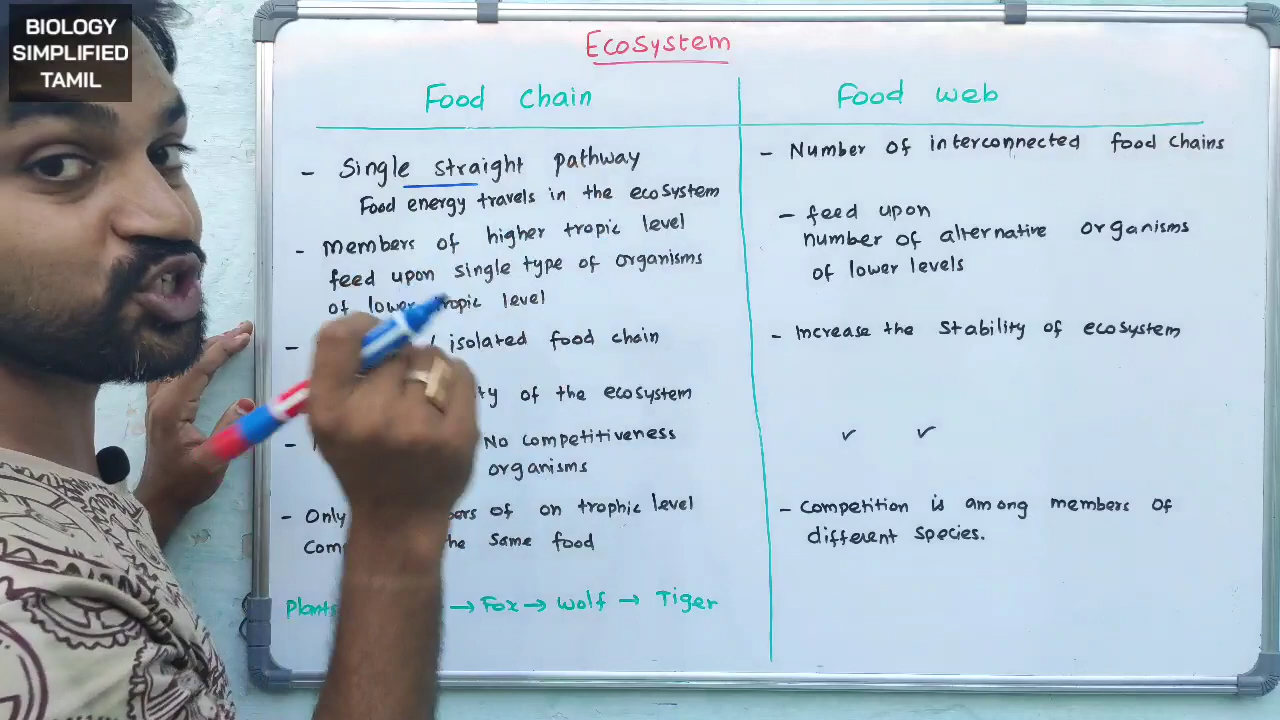 BIOLOGY
SIMPLIFIED
TAMIL
Ecosystem
Food chain
- Single straight pathway
Food energy travels in the ecosystem
- Members of higher tropic level
feed upon single type of organisms
of lower tropic level
- isolated food chain
of the ecosystem
- No competitiveness
organisms
- Only of on trophic level
the same food
Plants → Fox → Wolf → Tiger
Food web
- Number of interconnected food chains
- feed upon
number of alternative organisms
of lower levels
- Increase the stability of ecosystem
✓ ✓
- Competition is among members of
different species.